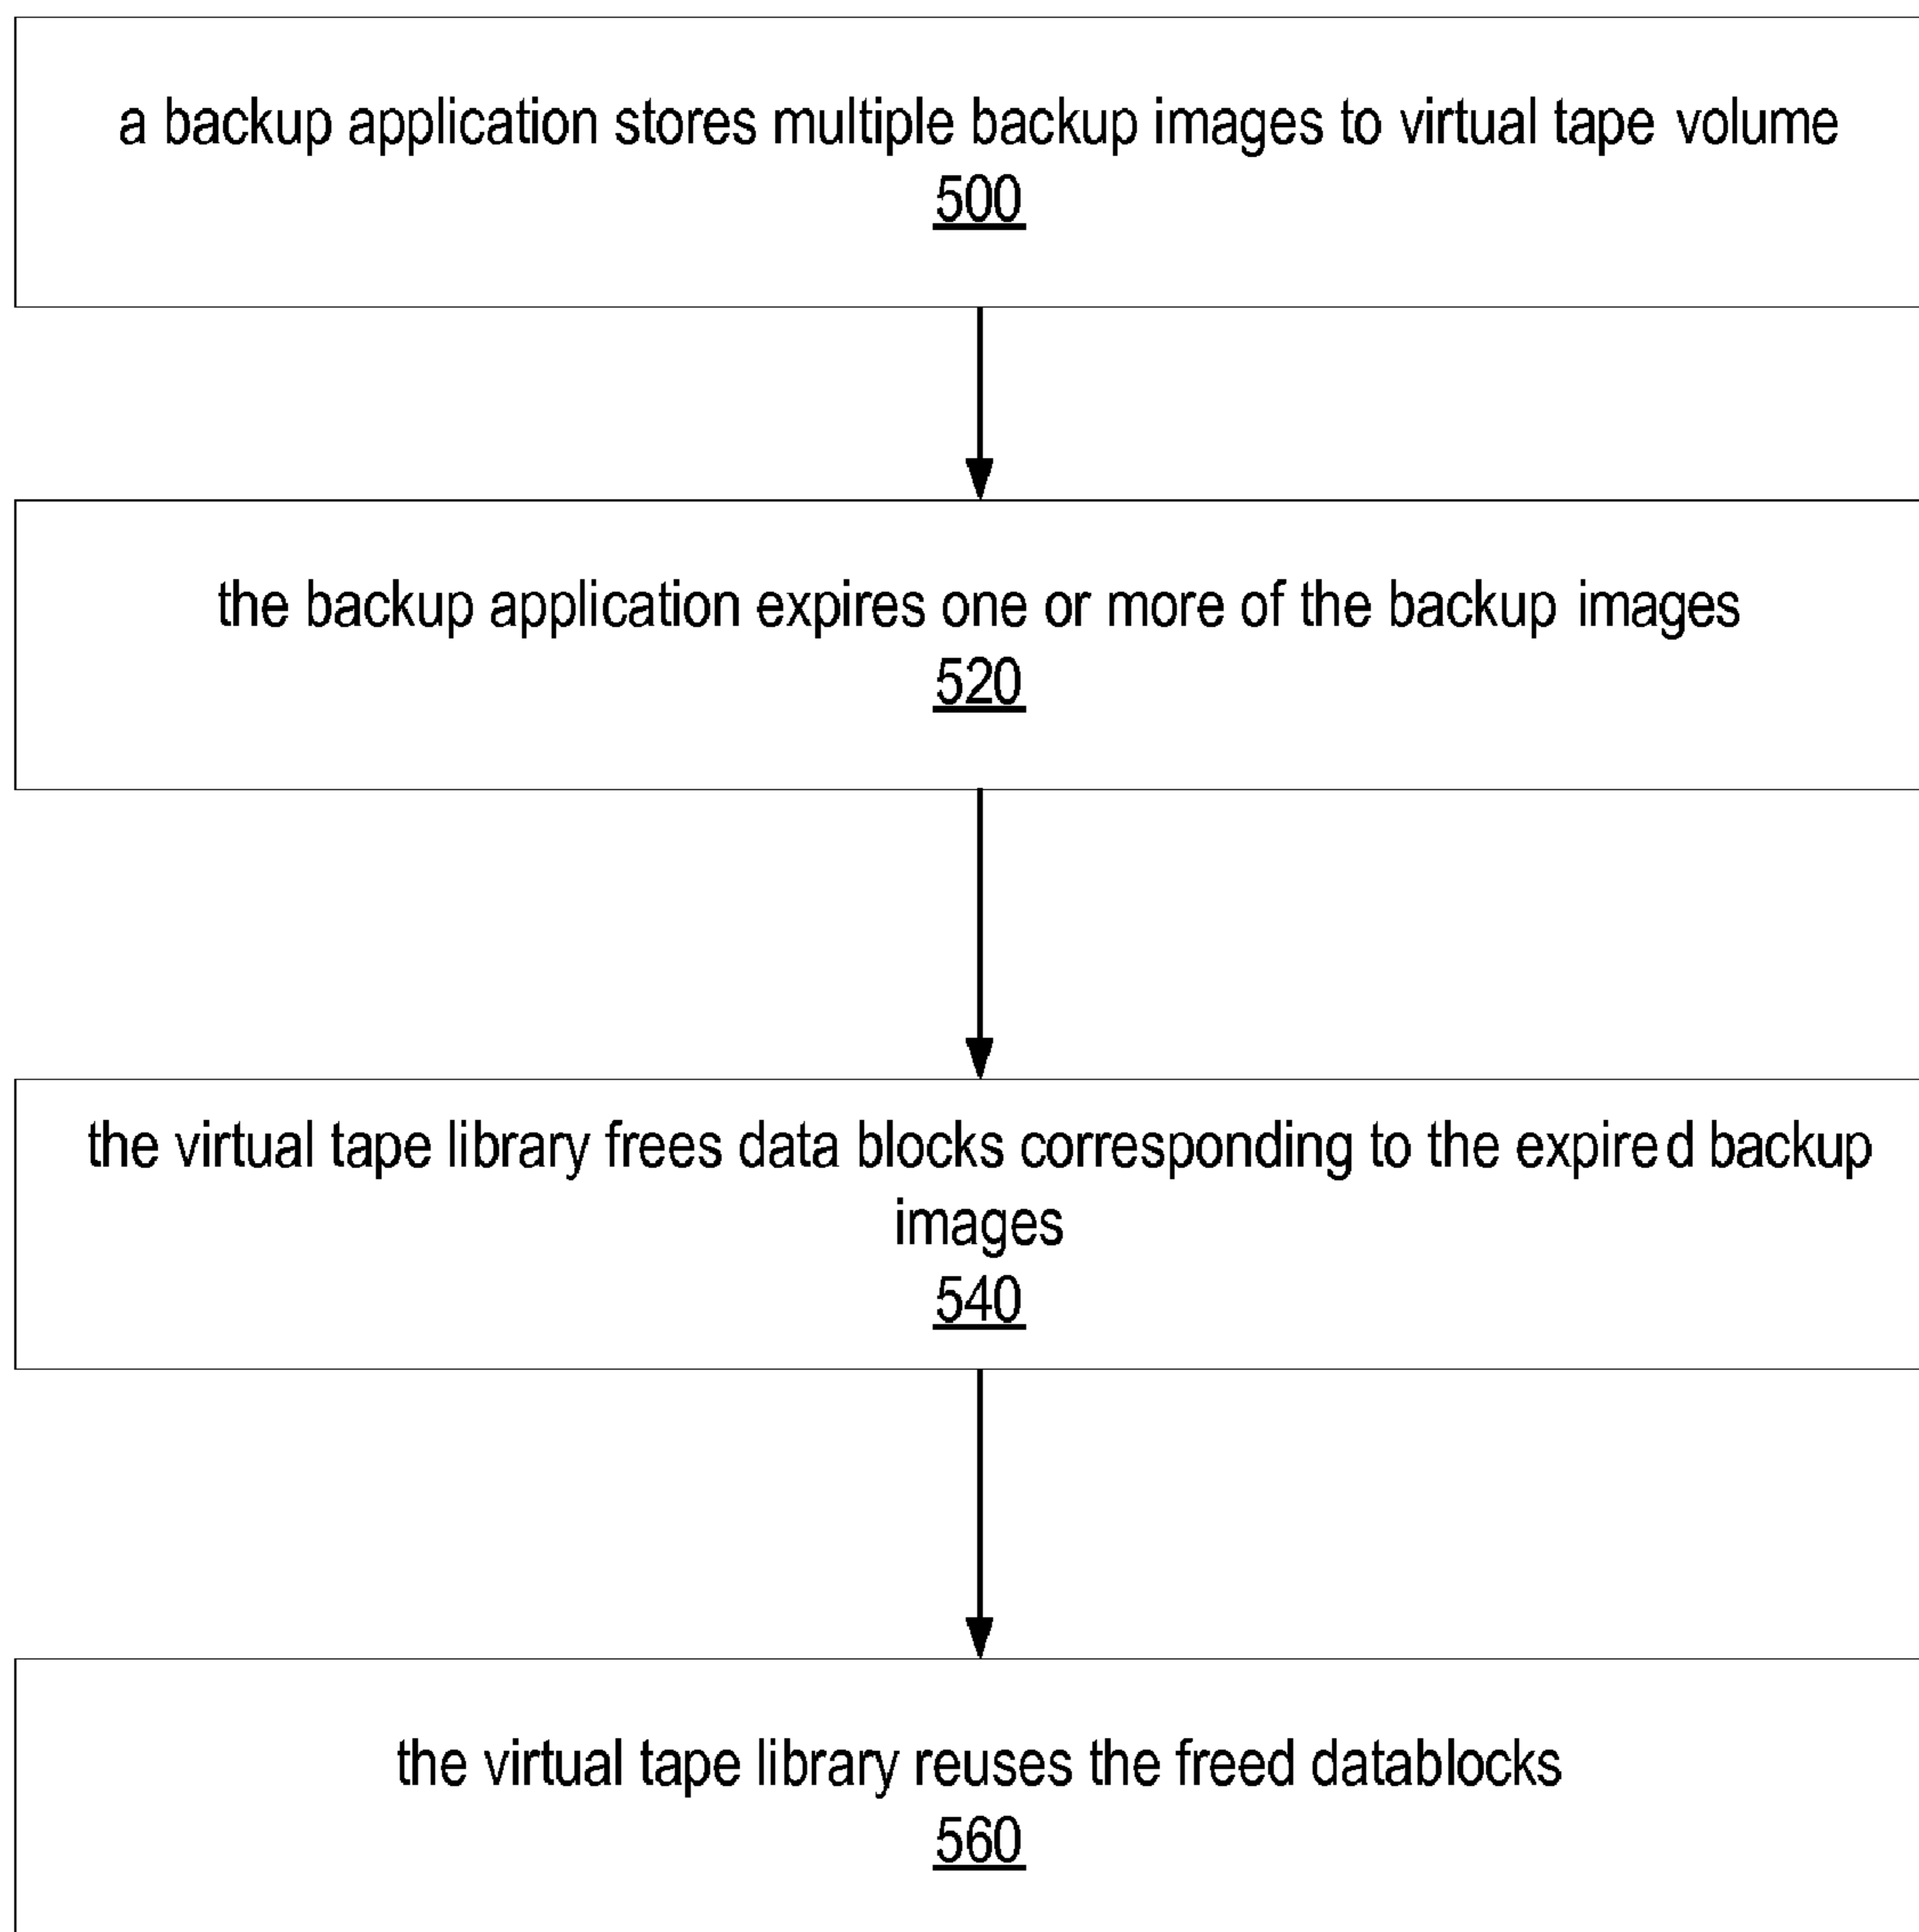 a backup application stores multiple backup images to virtual tape volume
500
the backup application expires one or more of the backup images
520
the virtual tape library frees data blocks corresponding to the expired backup
images
540
the virtual tape library reuses the freed datablocks
560